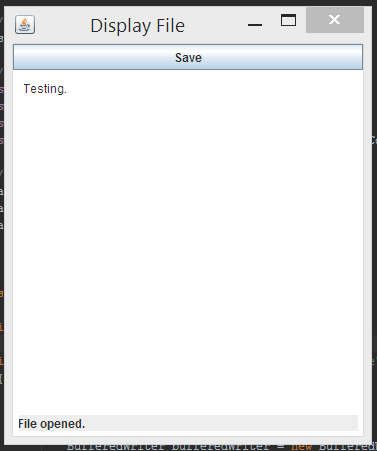 Display File
Save
Testing.
File opened.
BufferedWriter bufferedWriter = new Buffered